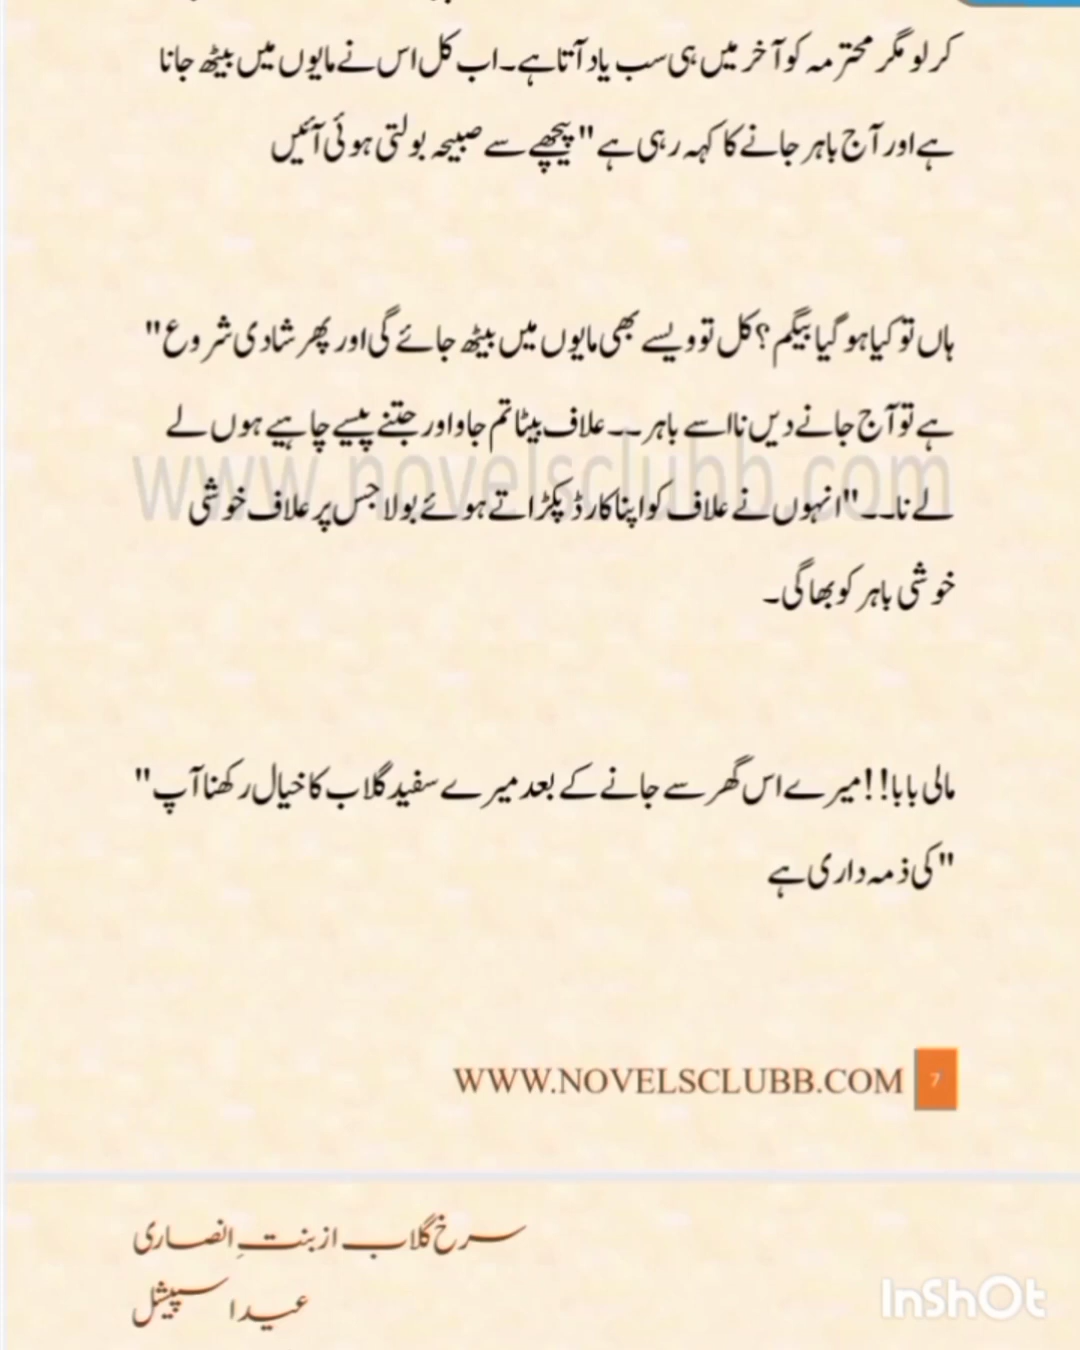 کر لو مگر محترمہ کو آخر میں ہی سب یاد آتا ہے۔ اب کل اس نے مایوں میں بیٹھ جانا
ہے اور آج باہر جانے کا کہہ رہی ہے" پیچھے سے صبیحہ بولتی ہوئی آئیں
ہاں تو کیا ہو گیا بیگم؟ کل تو ویسے بھی مایوں میں بیٹھ جائے گی اور پھر شادی شروع"
ہے تو آج جانے دیں نا اسے باہر۔۔ علاف بیٹا تم جاو اور جتنے پیسے چاہیے ہوں لے
www.novelsclubb.com
لے نا۔۔" انہوں نے علاف کو اپنا کارڈ پکڑاتے ہوئے بولا جس پر علاف خوشی
خوشی باہر کو بھاگی۔
مالی بابا!! میرے اس گھر سے جانے کے بعد میرے سفید گلاب کا خیال رکھنا آپ"
"کی ذمہ داری ہے
WWW.NOVELSCLUBB.COM 7
سرخ گلاب از بنتِ انصاری
عید اسپیشل
InShOt